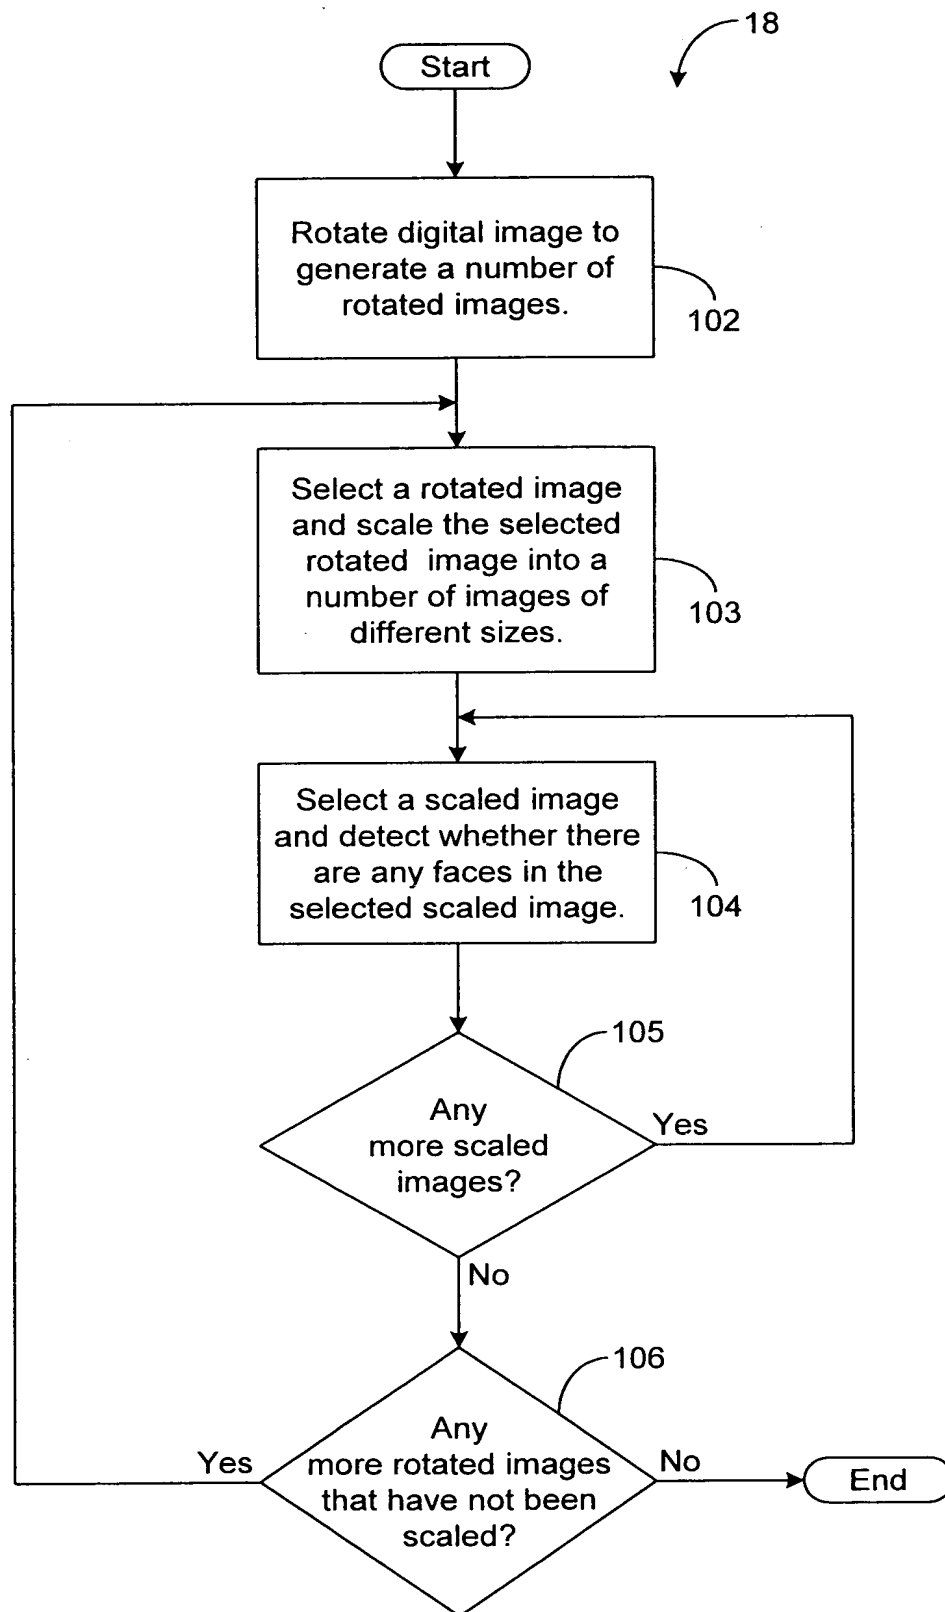 18
Start
Rotate digital image to
generate a number of
rotated images.
102
Select a rotated image
and scale the selected
rotated image into a
number of images of
different sizes.
103
Select a scaled image
and detect whether there
are any faces in the
selected scaled image.
104
105
Any
more scaled
images?
Yes
No
106
Any
more rotated images
that have not been
scaled?
Yes
No
End